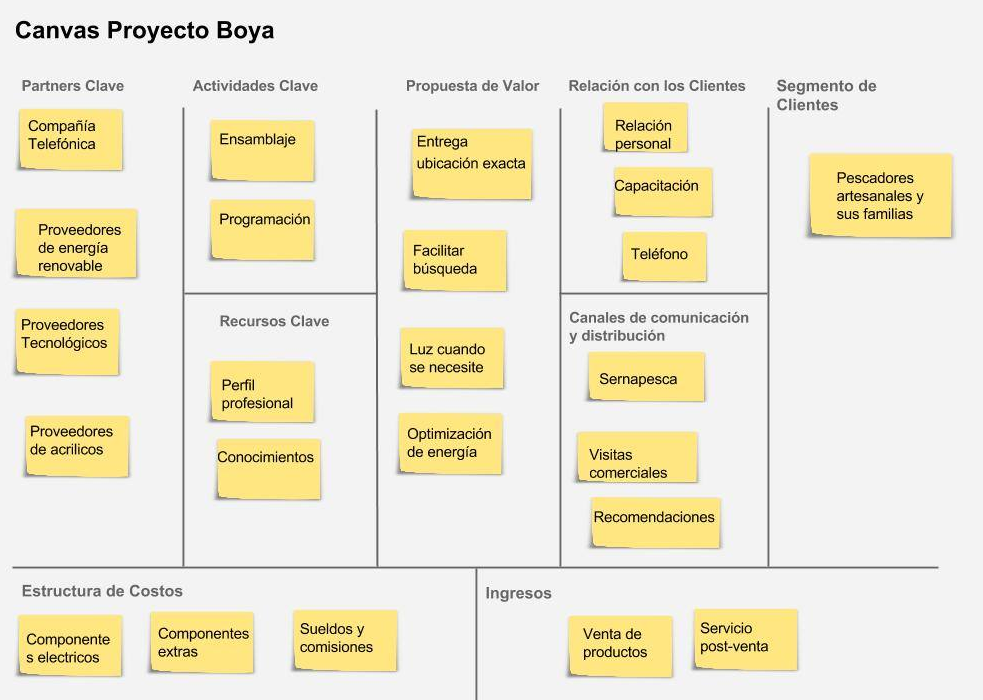 Canvas Proyecto Boya
Partners Clave
Compañía
Telefónica
Proveedores
de energía
renovable
Proveedores
Tecnológicos
Proveedores
de acrilicos
Actividades Clave
Ensamblaje
Programación
Recursos Clave
Perfil
profesional
Conocimientos
Propuesta de Valor
Entrega
ubicación exacta
Facilitar
búsqueda
Luz cuando
se necesite
Optimización
de energía
Relación con los Clientes
Relación
personal
Capacitación
Teléfono
Canales de comunicación
y distribución
Sernapesca
Visitas
comerciales
Recomendaciones
Segmento de
Clientes
Pescadores
artesanales y
sus familias
Estructura de Costos
Componente
s electricos
Componentes
extras
Sueldos y
comisiones
Ingresos
Venta de
productos
Servicio
post-venta